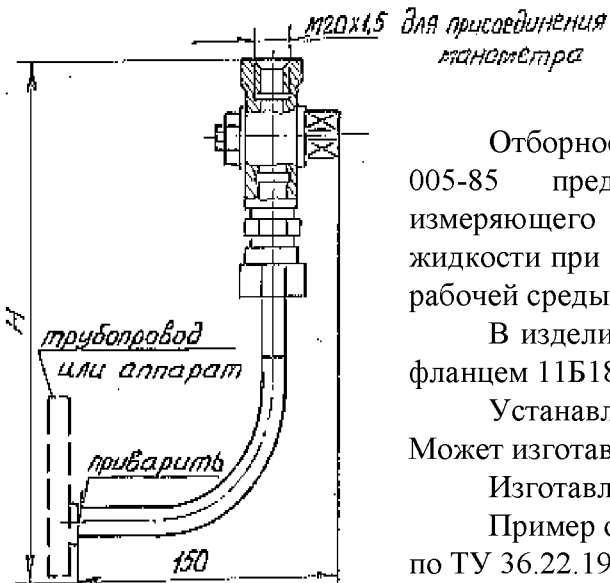 М20х1,5 для присоединения
манометра
Отборное
005-85 пред
измеряющего
жидкости при
рабочей среды
В издели
фланцем 11Б18
Устанавл
Может изготав
Изготавл
Пример о
по ТУ 36.22.19
H
трубопровод
или аппарат
приварить
150